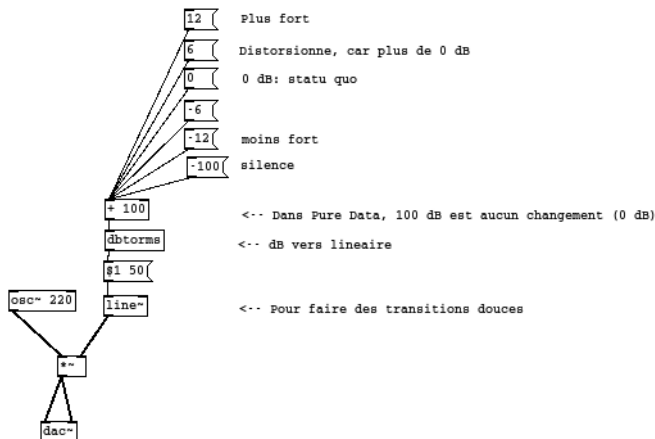 12 Plus fort
6 Distorsionne, car plus de 0 dB
0 0 dB: statu quo
-6
-12 moins fort
-100 silence
+ 100 <-- Dans Pure Data, 100 dB est aucun changement (0 dB)
dbtorms <-- dB vers lineaire
$1 50
osc~ 220 line~ <-- Pour faire des transitions douces
*~
dac~